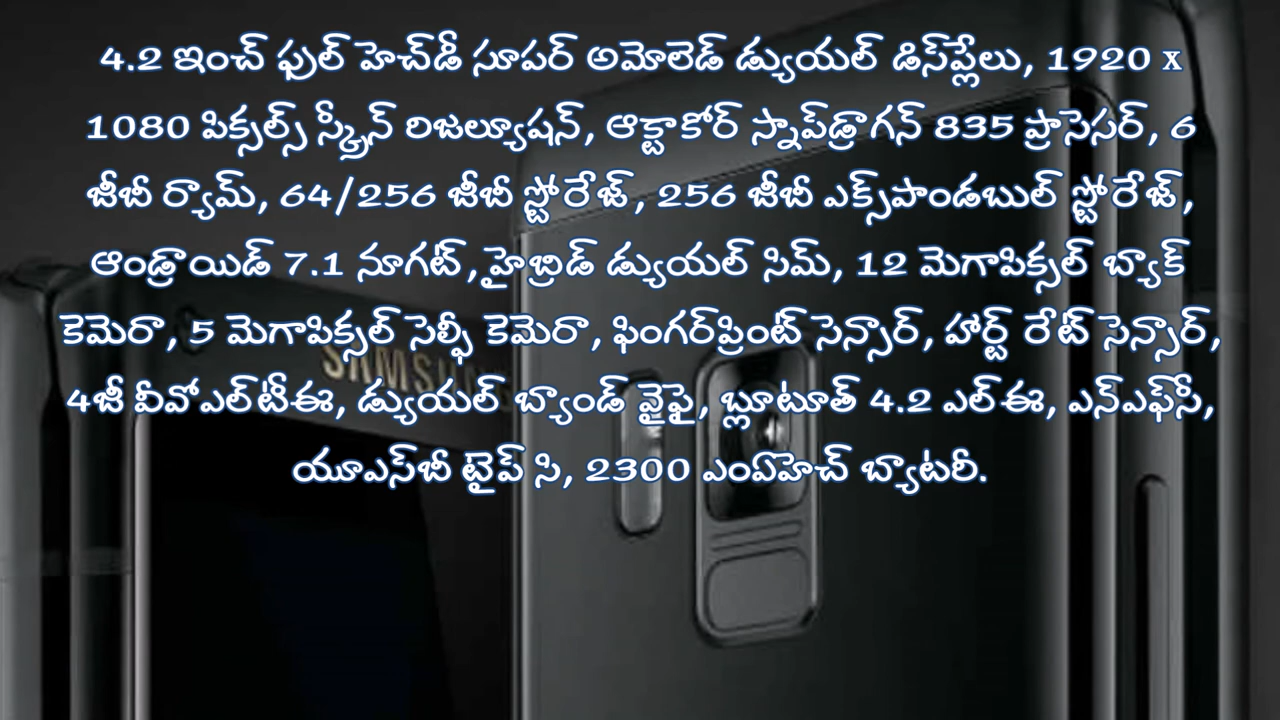 4.2 ఇంచ్ ఫుల్ హెచ్‌డీ సూపర్ అమోలెడ్ డ్యుయల్ డిస్‌ప్లేలు, 1920 x
1080 పిక్సల్స్ స్క్రీన్ రిజల్యూషన్, ఆక్టాకోర్ స్నాప్‌డ్రాగన్ 835 ప్రాసెసర్, 6
జీబీ ర్యామ్, 64/256 జీబీ స్టోరేజ్, 256 జీబీ ఎక్స్‌పాండబుల్ స్టోరేజ్,
ఆండ్రాయిడ్ 7.1 నూగట్,హైబ్రిడ్ డ్యుయల్ సిమ్, 12 మెగాపిక్సల్ బ్యాక్
కెమెరా, 5 మెగాపిక్సల్ సెల్ఫీ కెమెరా, ఫింగర్‌ప్రింట్ సెన్సార్, హార్ట్ రేట్ సెన్సార్,
4జీ వీవోఎల్‌టీఈ, డ్యుయల్ బ్యాండ్ వైఫై, బ్లూటూత్ 4.2 ఎల్ఈ, ఎన్ఎఫ్‌సీ,
యూఎస్‌బీ టైప్ సి, 2300 ఎంఏహెచ్ బ్యాటరీ.
SAMSUNG